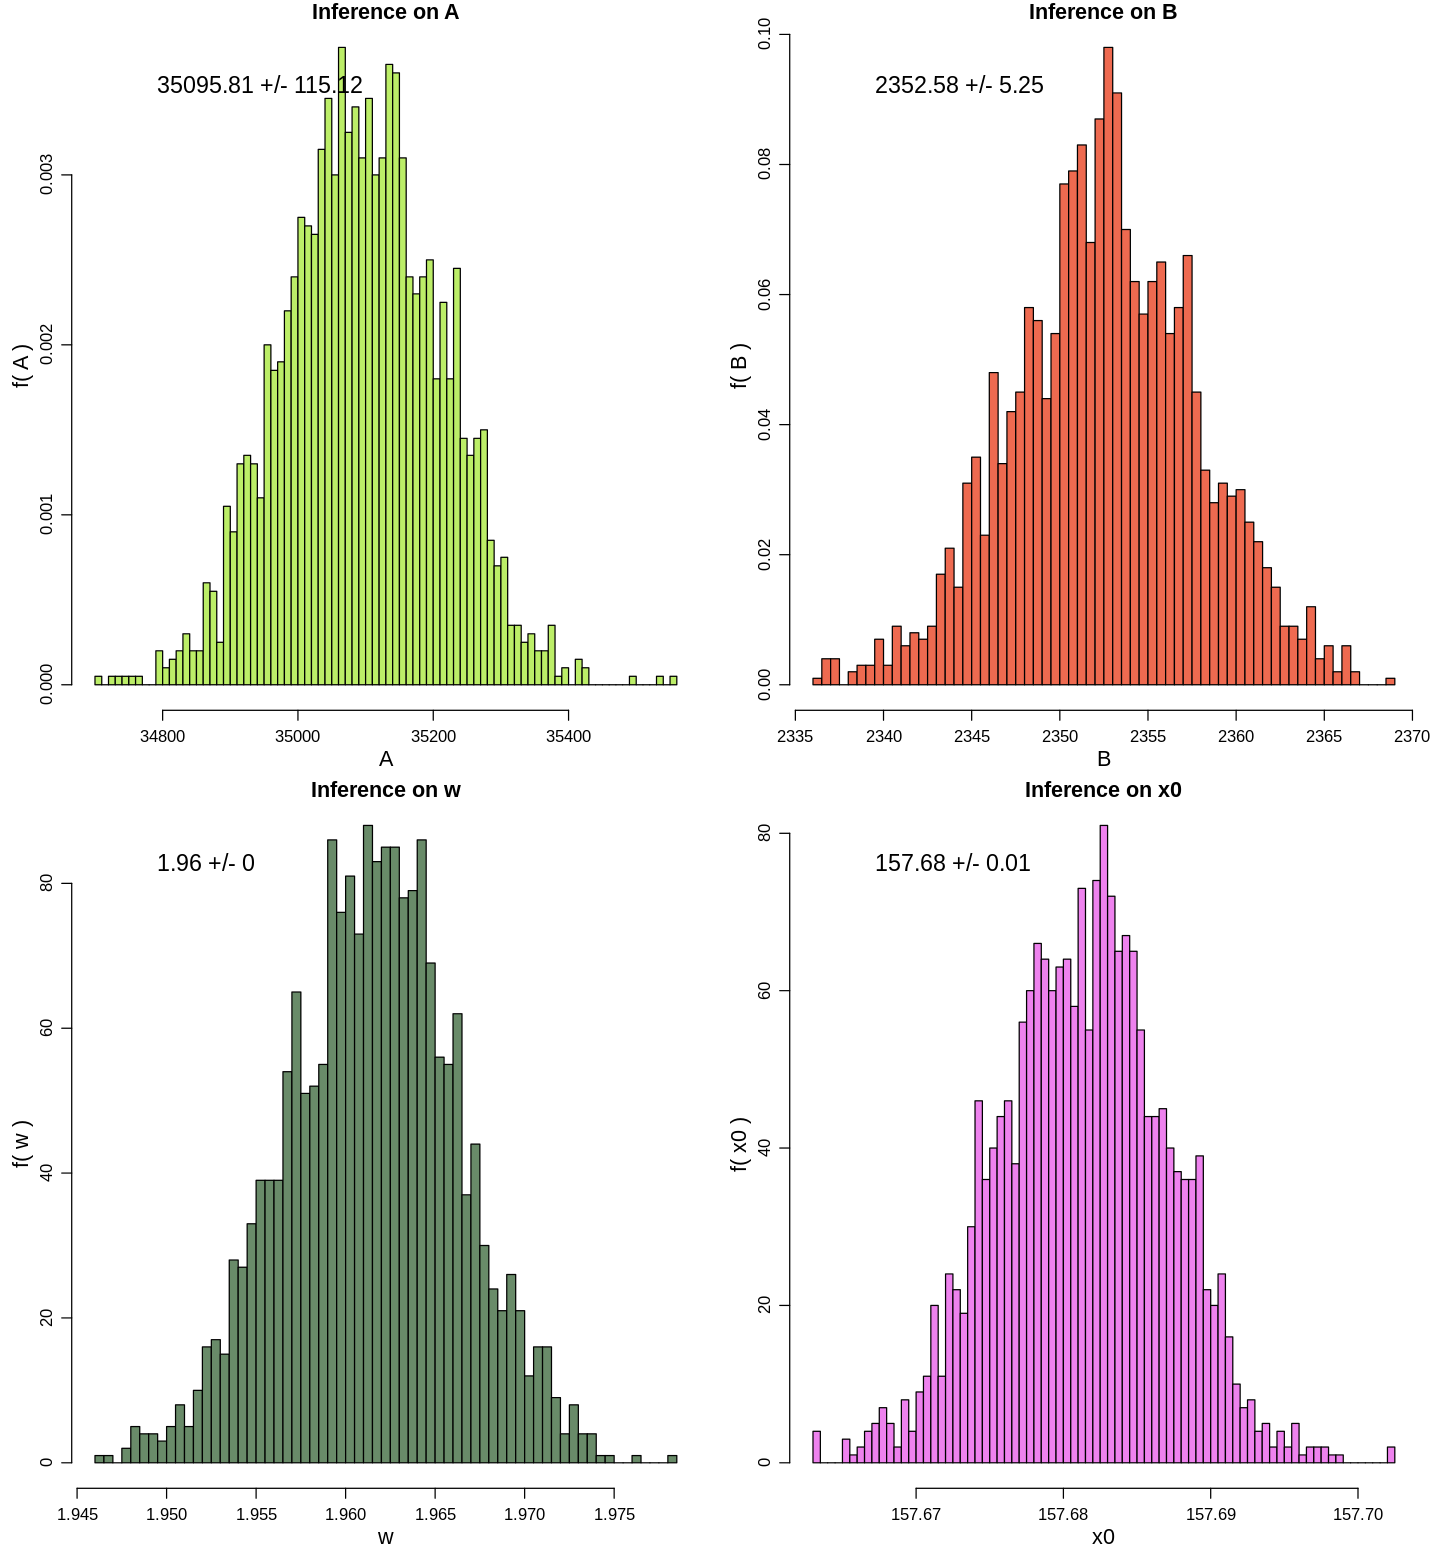 Inference on A
35095.81 +/- 115.12
f( A )
0.000
0.001
0.002
0.003
34800
35000
35200
35400
A
Inference on B
2352.58 +/- 5.25
f( B )
0.00
0.02
0.04
0.06
0.08
0.10
2335
2340
2345
2350
2355
2360
2365
2370
B
Inference on w
1.96 +/- 0
f( w )
0
20
40
60
80
1.945
1.950
1.955
1.960
1.965
1.970
1.975
w
Inference on x0
157.68 +/- 0.01
f( x0 )
0
20
40
60
80
157.67
157.68
157.69
157.70
x0